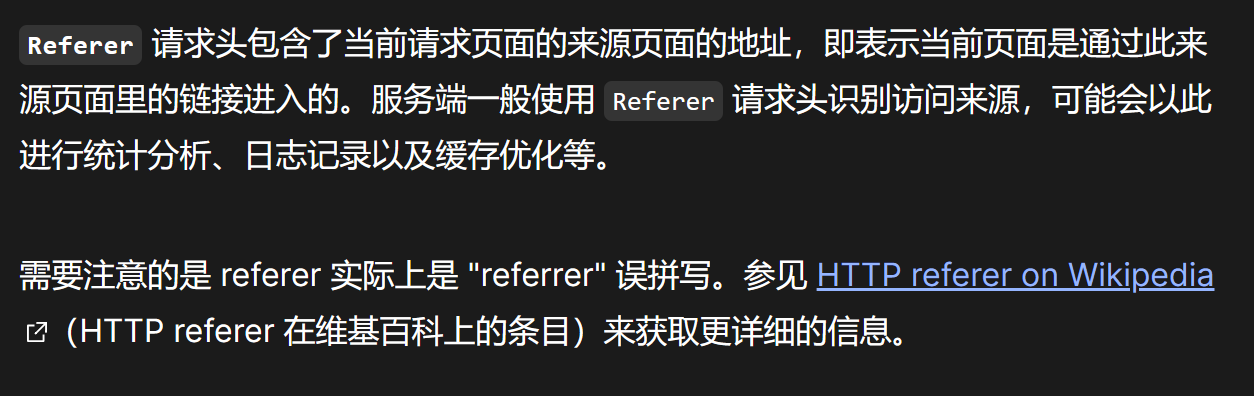 Referer 请求头包含了当前请求页面的来源页面的地址，即表示当前页面是通过此来
源页面里的链接进入的。服务端一般使用 Referer 请求头识别访问来源，可能会以此
进行统计分析、日志记录以及缓存优化等。
需要注意的是 referer 实际上是 "referrer" 误拼写。参见 HTTP referer on Wikipedia
（HTTP referer 在维基百科上的条目）来获取更详细的信息。